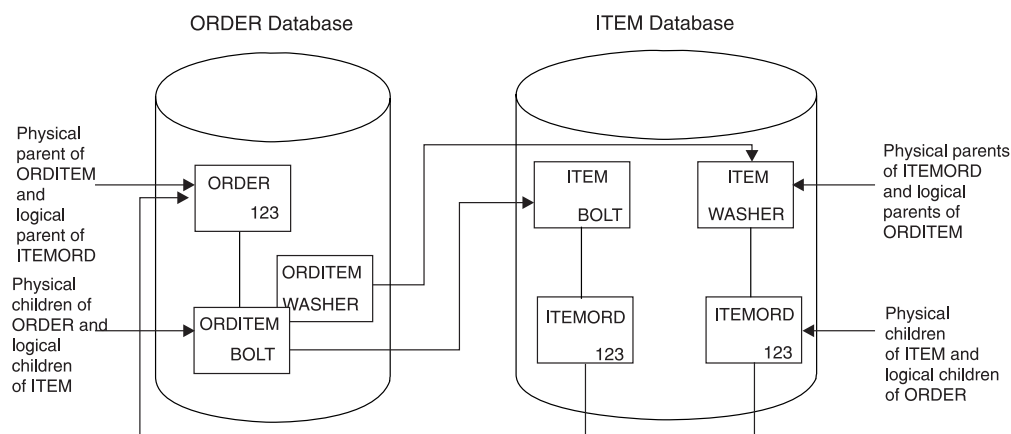 ORDER Database
ITEM Database
Physical
parent of
ORDITEM
and
logical
parent of
ITEMORD
Physical
children of
ORDER and
logical
children
of ITEM
ORDER
123
ORDITEM
WASHER
ORDITEM
BOLT
ITEM
BOLT
ITEM
WASHER
ITEMORD
123
ITEMORD
123
Physical parents
of ITEMORD
and logical
parents of
ORDITEM
Physical
children
of ITEM and
logical children
of ORDER